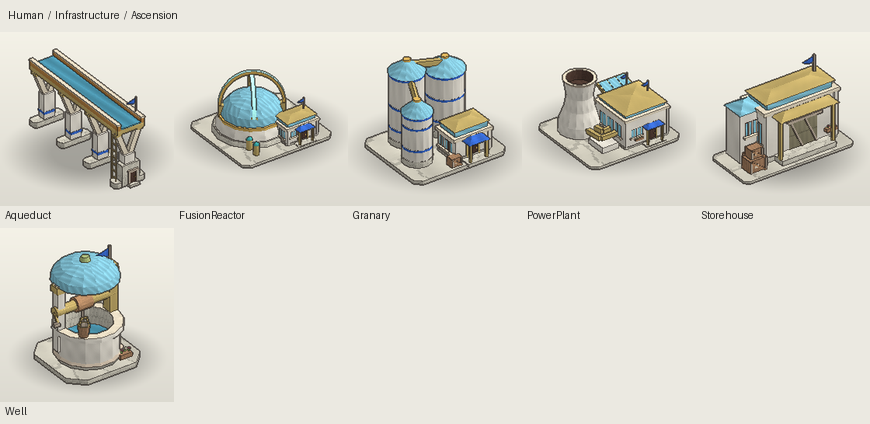 Human / Infrastructure / Ascension
Aqueduct
FusionReactor
Granary
PowerPlant
Storehouse
Well